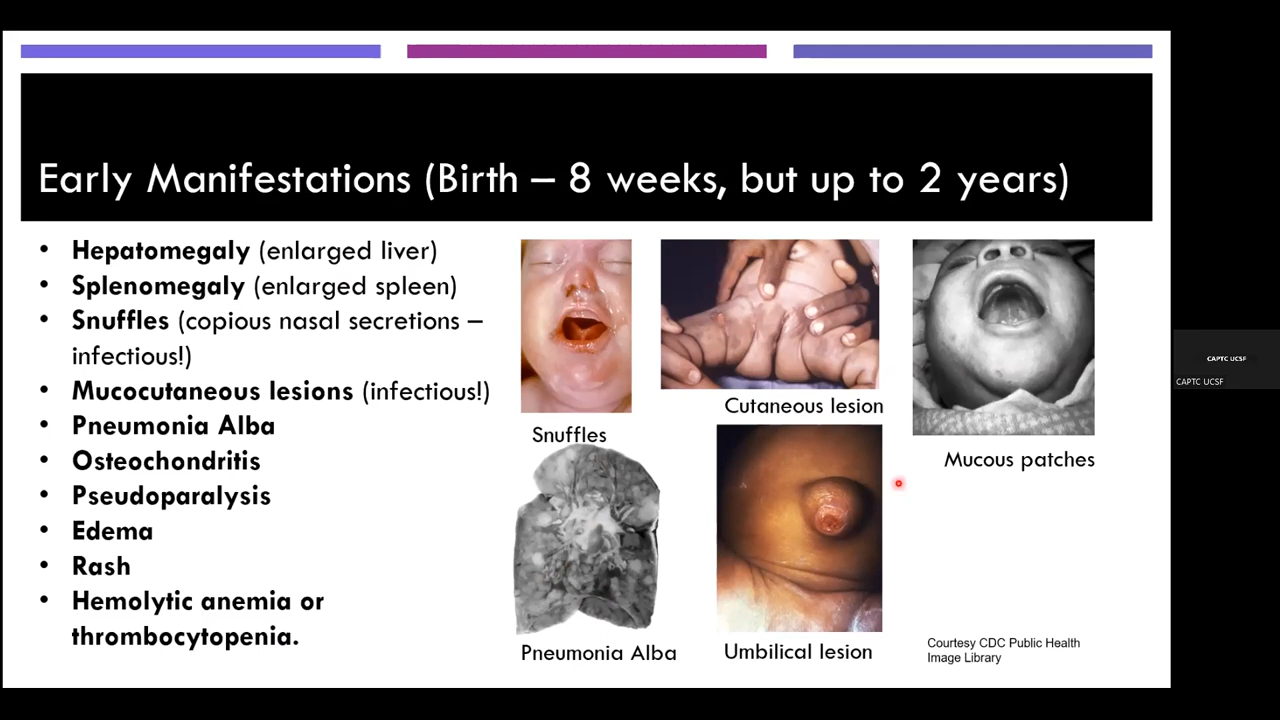 Early Manifestations (Birth – 8 weeks, but up to 2 years)
• Hepatomegaly (enlarged liver)
• Splenomegaly (enlarged spleen)
• Snuffles (copious nasal secretions –
infectious!)
• Mucocutaneous lesions (infectious!)
• Pneumonia Alba
• Osteochondritis
• Pseudoparalysis
• Edema
• Rash
• Hemolytic anemia or
thrombocytopenia.
Snuffles
Cutaneous lesion
Mucous patches
Pneumonia Alba
Umbilical lesion
Courtesy CDC Public Health
Image Library
CAPTC UCSF
CAPTC UCSF